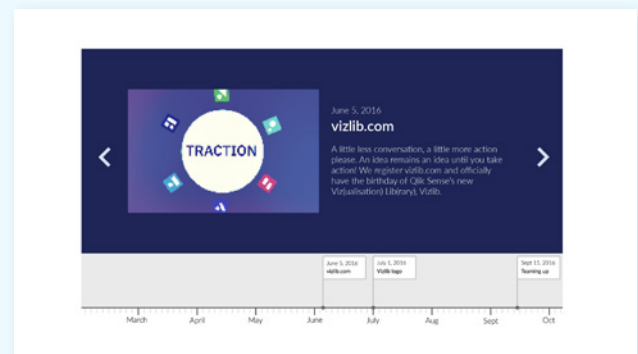 TRACTION
June 5, 2016
vizlib.com
A little less conversation, a little more action
please. An idea remains an idea until you take
action! We register vizlib.com and officially
have the birthday of Qlik Sense's new
Viz(ualisation) Lib(rary), Vizlib.
June 5, 2016
vizlib.com
July 1, 2016
Vizlib logo
Sept 15, 2016
Teaming up
March April May June July Aug Sept Oct